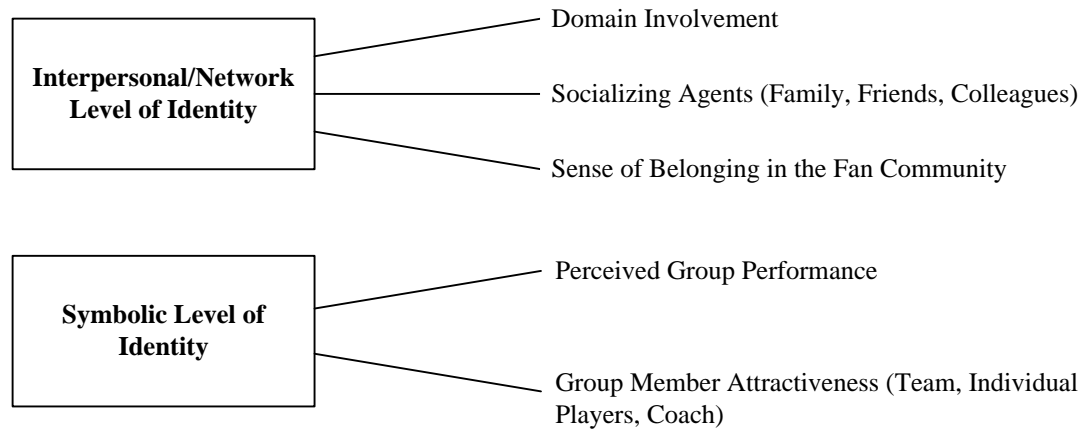 Interpersonal/Network
Level of Identity
Domain Involvement
Socializing Agents (Family, Friends, Colleagues)
Sense of Belonging in the Fan Community
Symbolic Level of
Identity
Perceived Group Performance
Group Member Attractiveness (Team, Individual
Players, Coach)